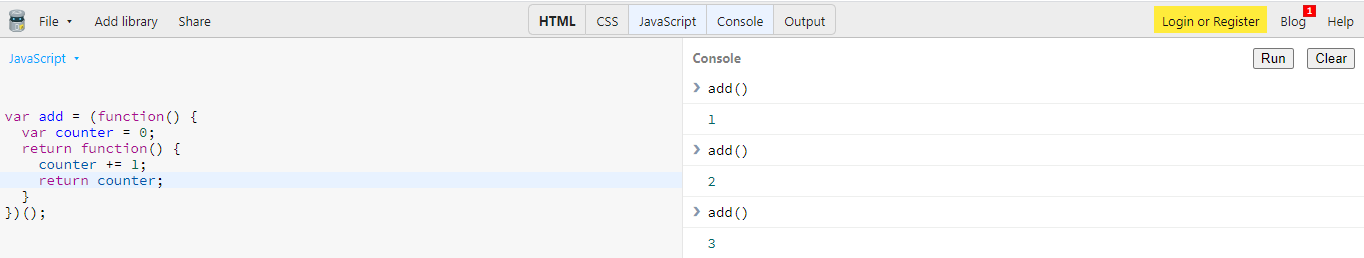 File Add library Share HTML CSS JavaScript Console Output Login or Register Blog 1 Help
JavaScript
var add = (function() {
  var counter = 0;
  return function() {
    counter += 1;
    return counter;
  }
})();
Console Run Clear
❯ add()
1
❯ add()
2
❯ add()
3